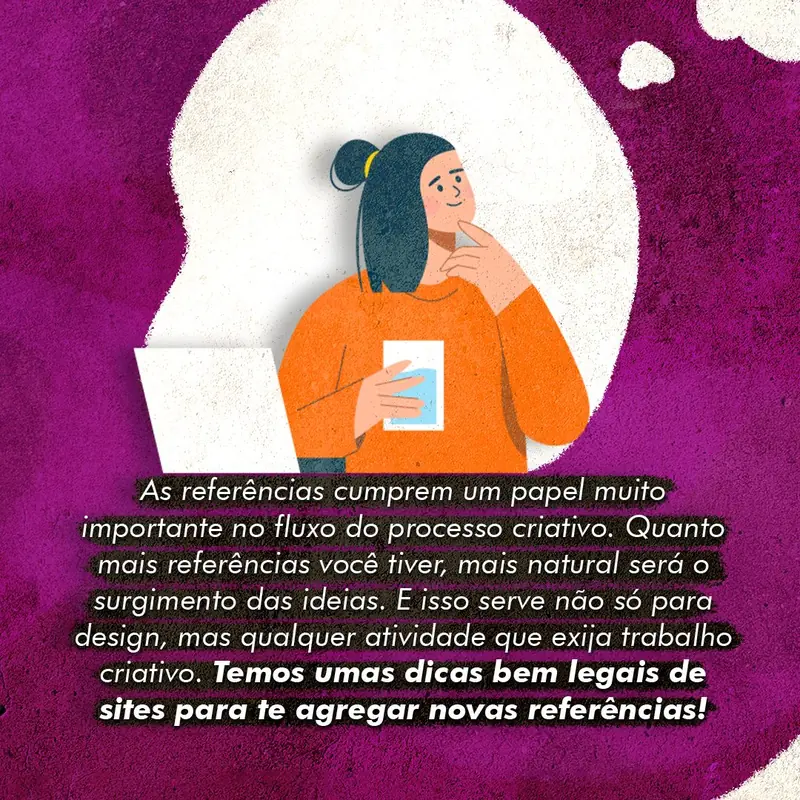 As referências cumprem um papel muito
importante no fluxo do processo criativo. Quanto
mais referências você tiver, mais natural será o
surgimento das ideias. E isso serve não só para
design, mas qualquer atividade que exija trabalho
criativo. Temos umas dicas bem legais de
sites para te agregar novas referências!